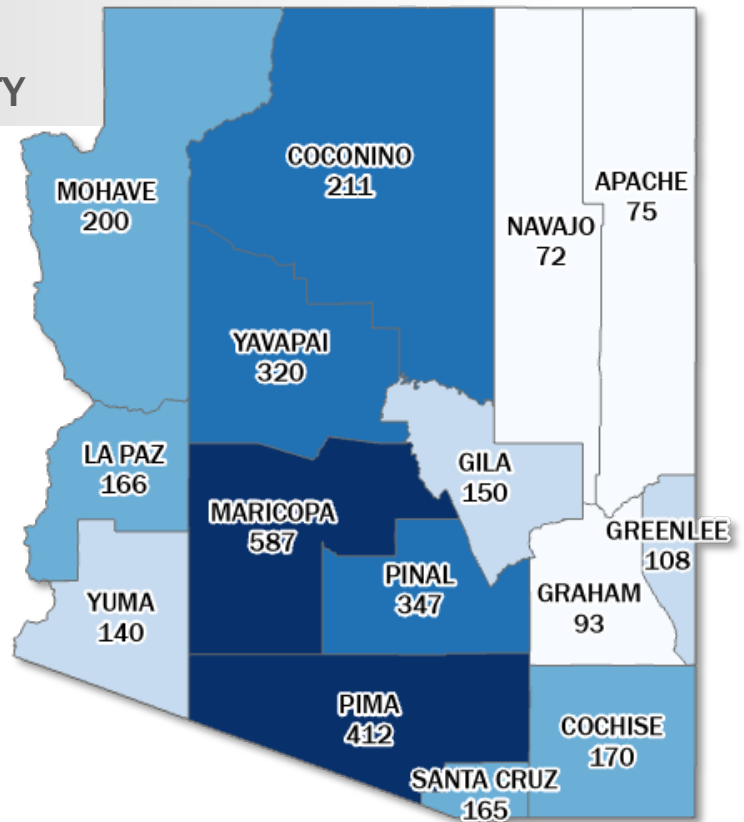 Y
MOHAVE
200
COCONINO
211
NAVAJO
72
APACHE
75
YAVAPAI
320
LA PAZ
166
GILA
150
MARICOPA
587
GREENLEE
108
PINAL
347
GRAHAM
93
YUMA
140
PIMA
412
COCHISE
170
SANTA CRUZ
165